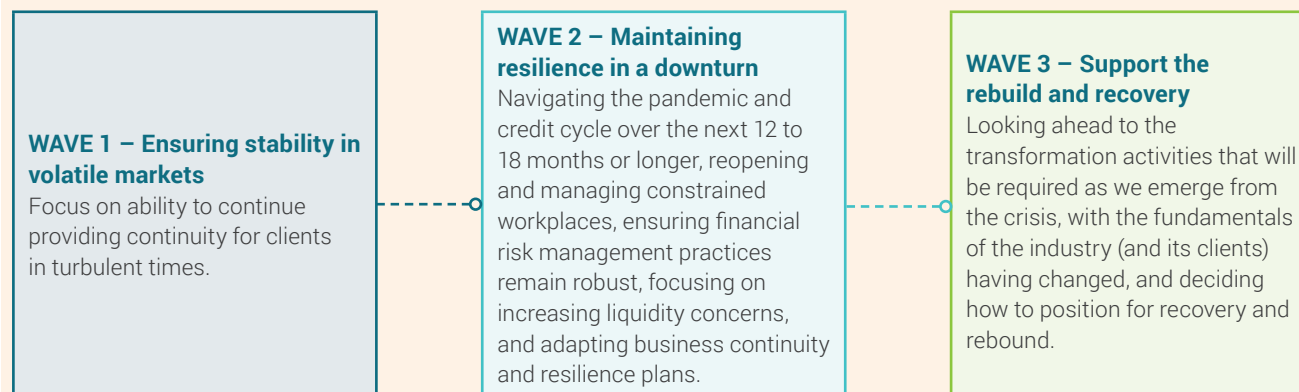 WAVE 1 – Ensuring stability in
volatile markets
Focus on ability to continue
providing continuity for clients
in turbulent times.
WAVE 2 – Maintaining
resilience in a downturn
Navigating the pandemic and
credit cycle over the next 12 to
18 months or longer, reopening
and managing constrained
workplaces, ensuring financial
risk management practices
remain robust, focusing on
increasing liquidity concerns,
and adapting business continuity
and resilience plans.
WAVE 3 – Support the
rebuild and recovery
Looking ahead to the
transformation activities that will
be required as we emerge from
the crisis, with the fundamentals
of the industry (and its clients)
having changed, and deciding
how to position for recovery and
rebound.